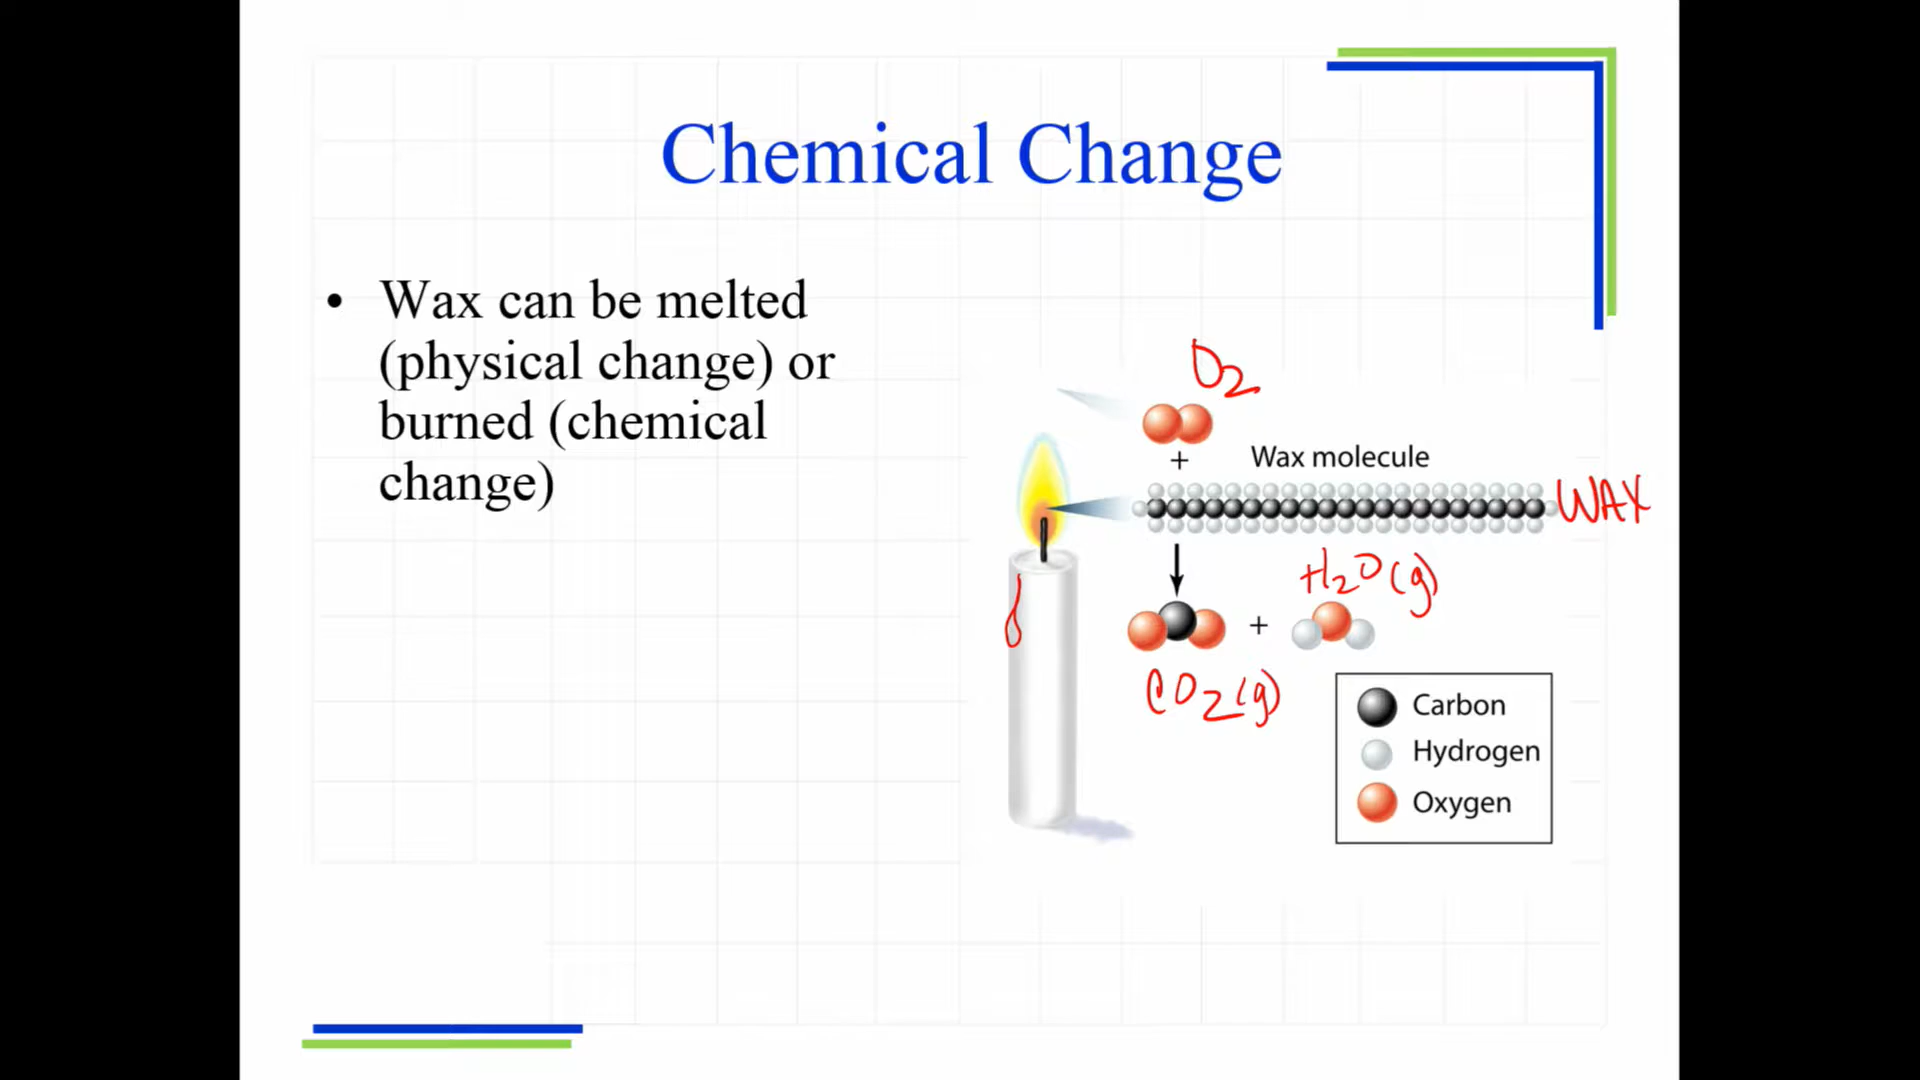 Chemical Change
• Wax can be melted
(physical change) or
burned (chemical
change)
O2
+
Wax molecule
WAX
H2O(g)
+
CO2(g)
Carbon
Hydrogen
Oxygen